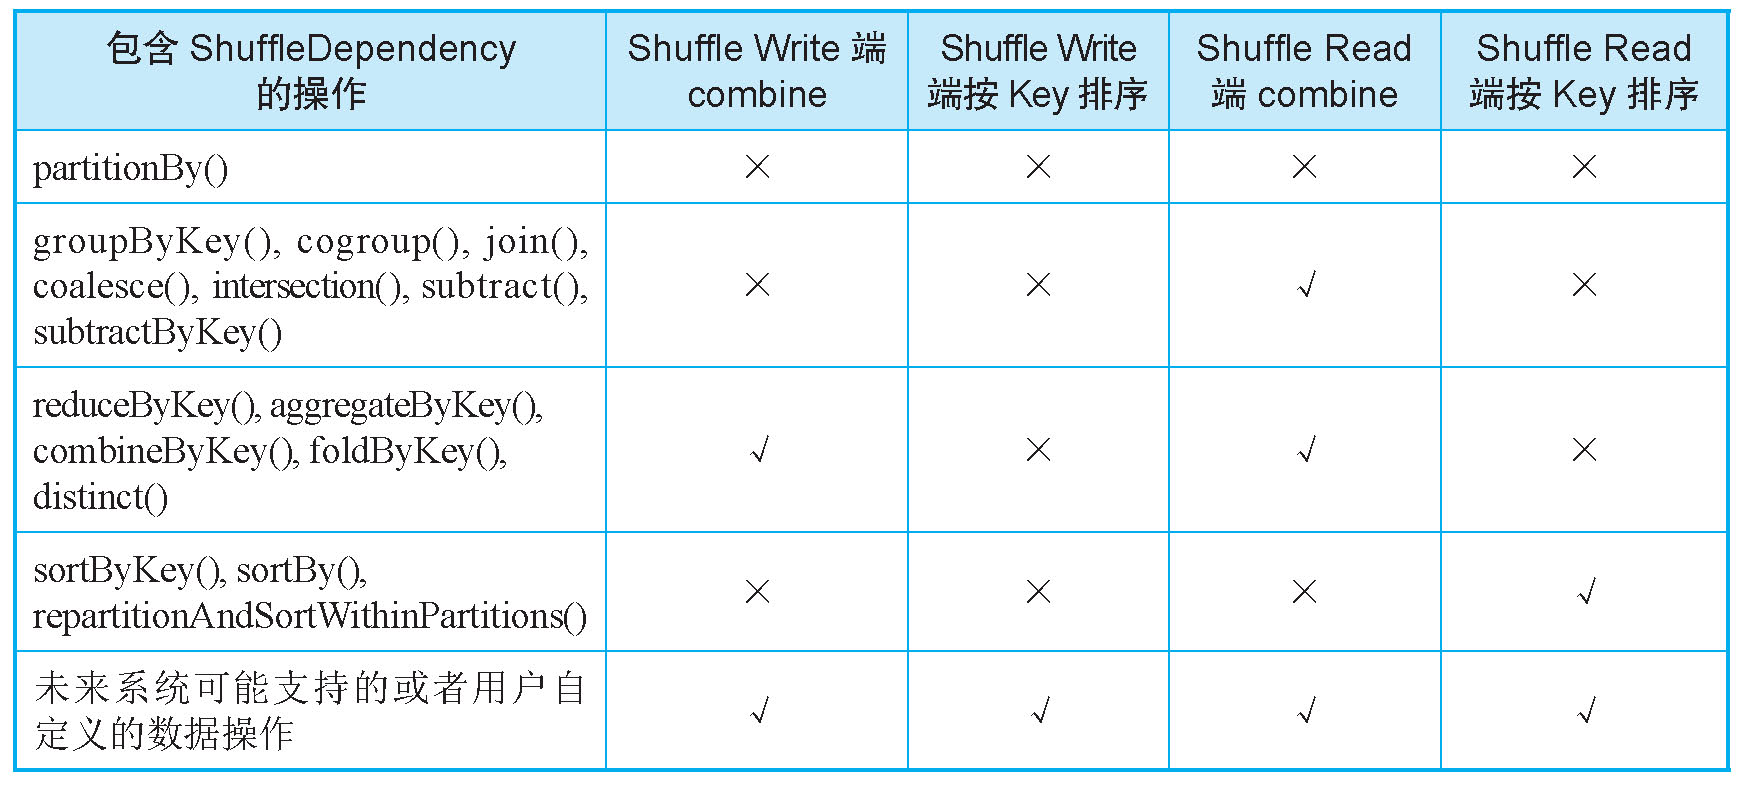 包含 ShuffleDependency
的操作
Shuffle Write 端
combine
Shuffle Write
端按 Key 排序
Shuffle Read
端 combine
Shuffle Read
端按 Key 排序
partitionBy()
×
×
×
×
groupByKey(), cogroup(), join(),
coalesce(), intersection(), subtract(),
subtractByKey()
×
×
√
×
reduceByKey(), aggregateByKey(),
combineByKey(), foldByKey(),
distinct()
√
×
√
×
sortByKey(), sortBy(),
repartitionAndSortWithinPartitions()
×
×
×
√
未来系统可能支持的或者用户自
定义的数据操作
√
√
√
√